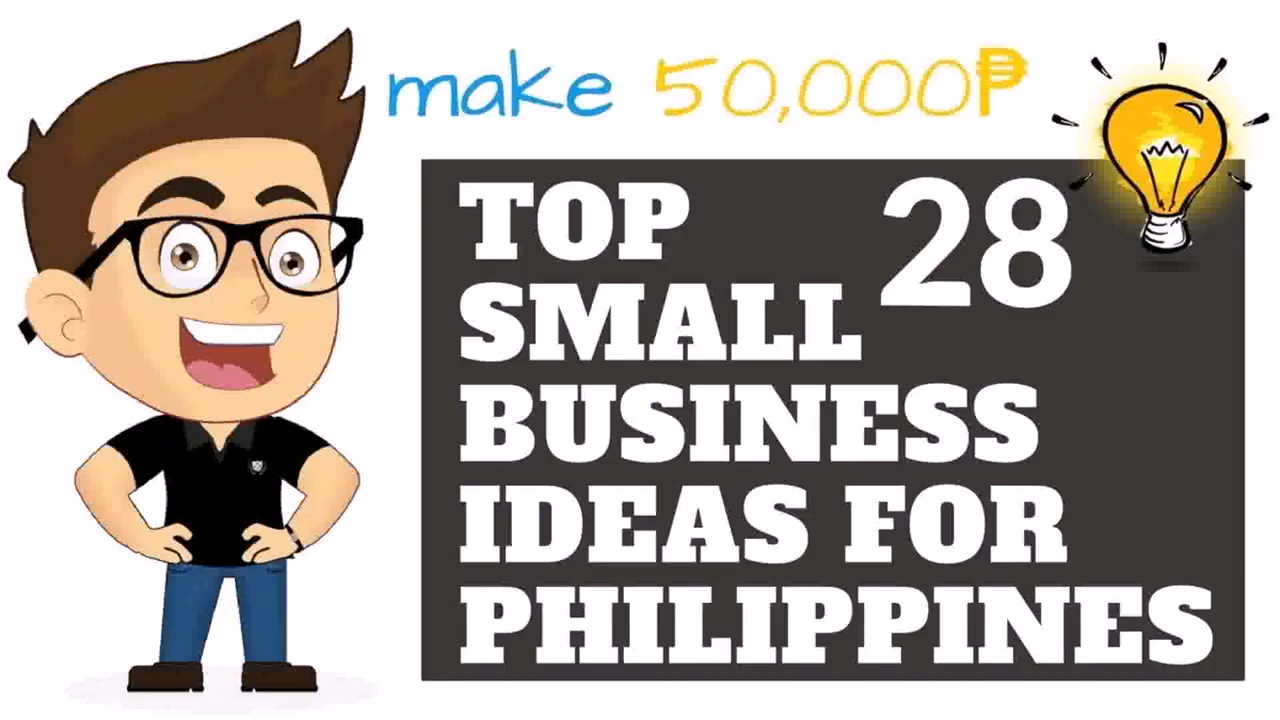 make 50,000₱
TOP 28
SMALL
BUSINESS
IDEAS FOR
PHILIPPINES